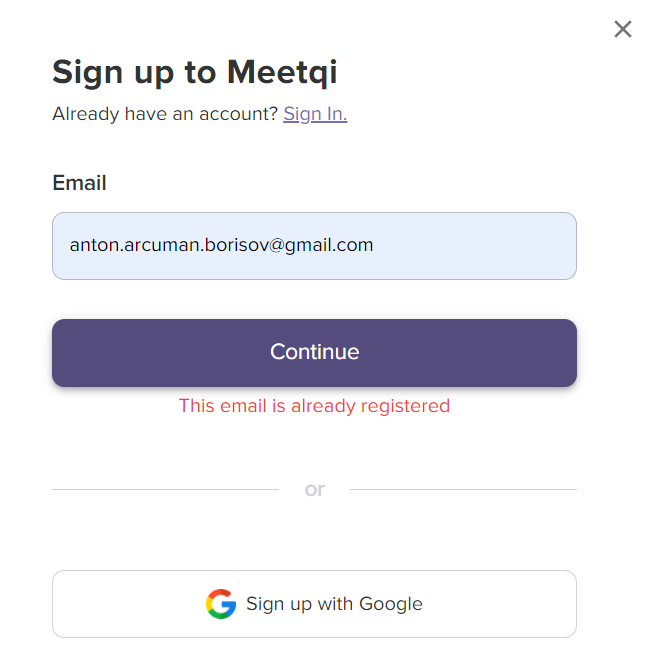 Sign up to Meetqi
Already have an account? Sign In.
Email
anton.arcuman.borisov@gmail.com
Continue
This email is already registered
or
Sign up with Google